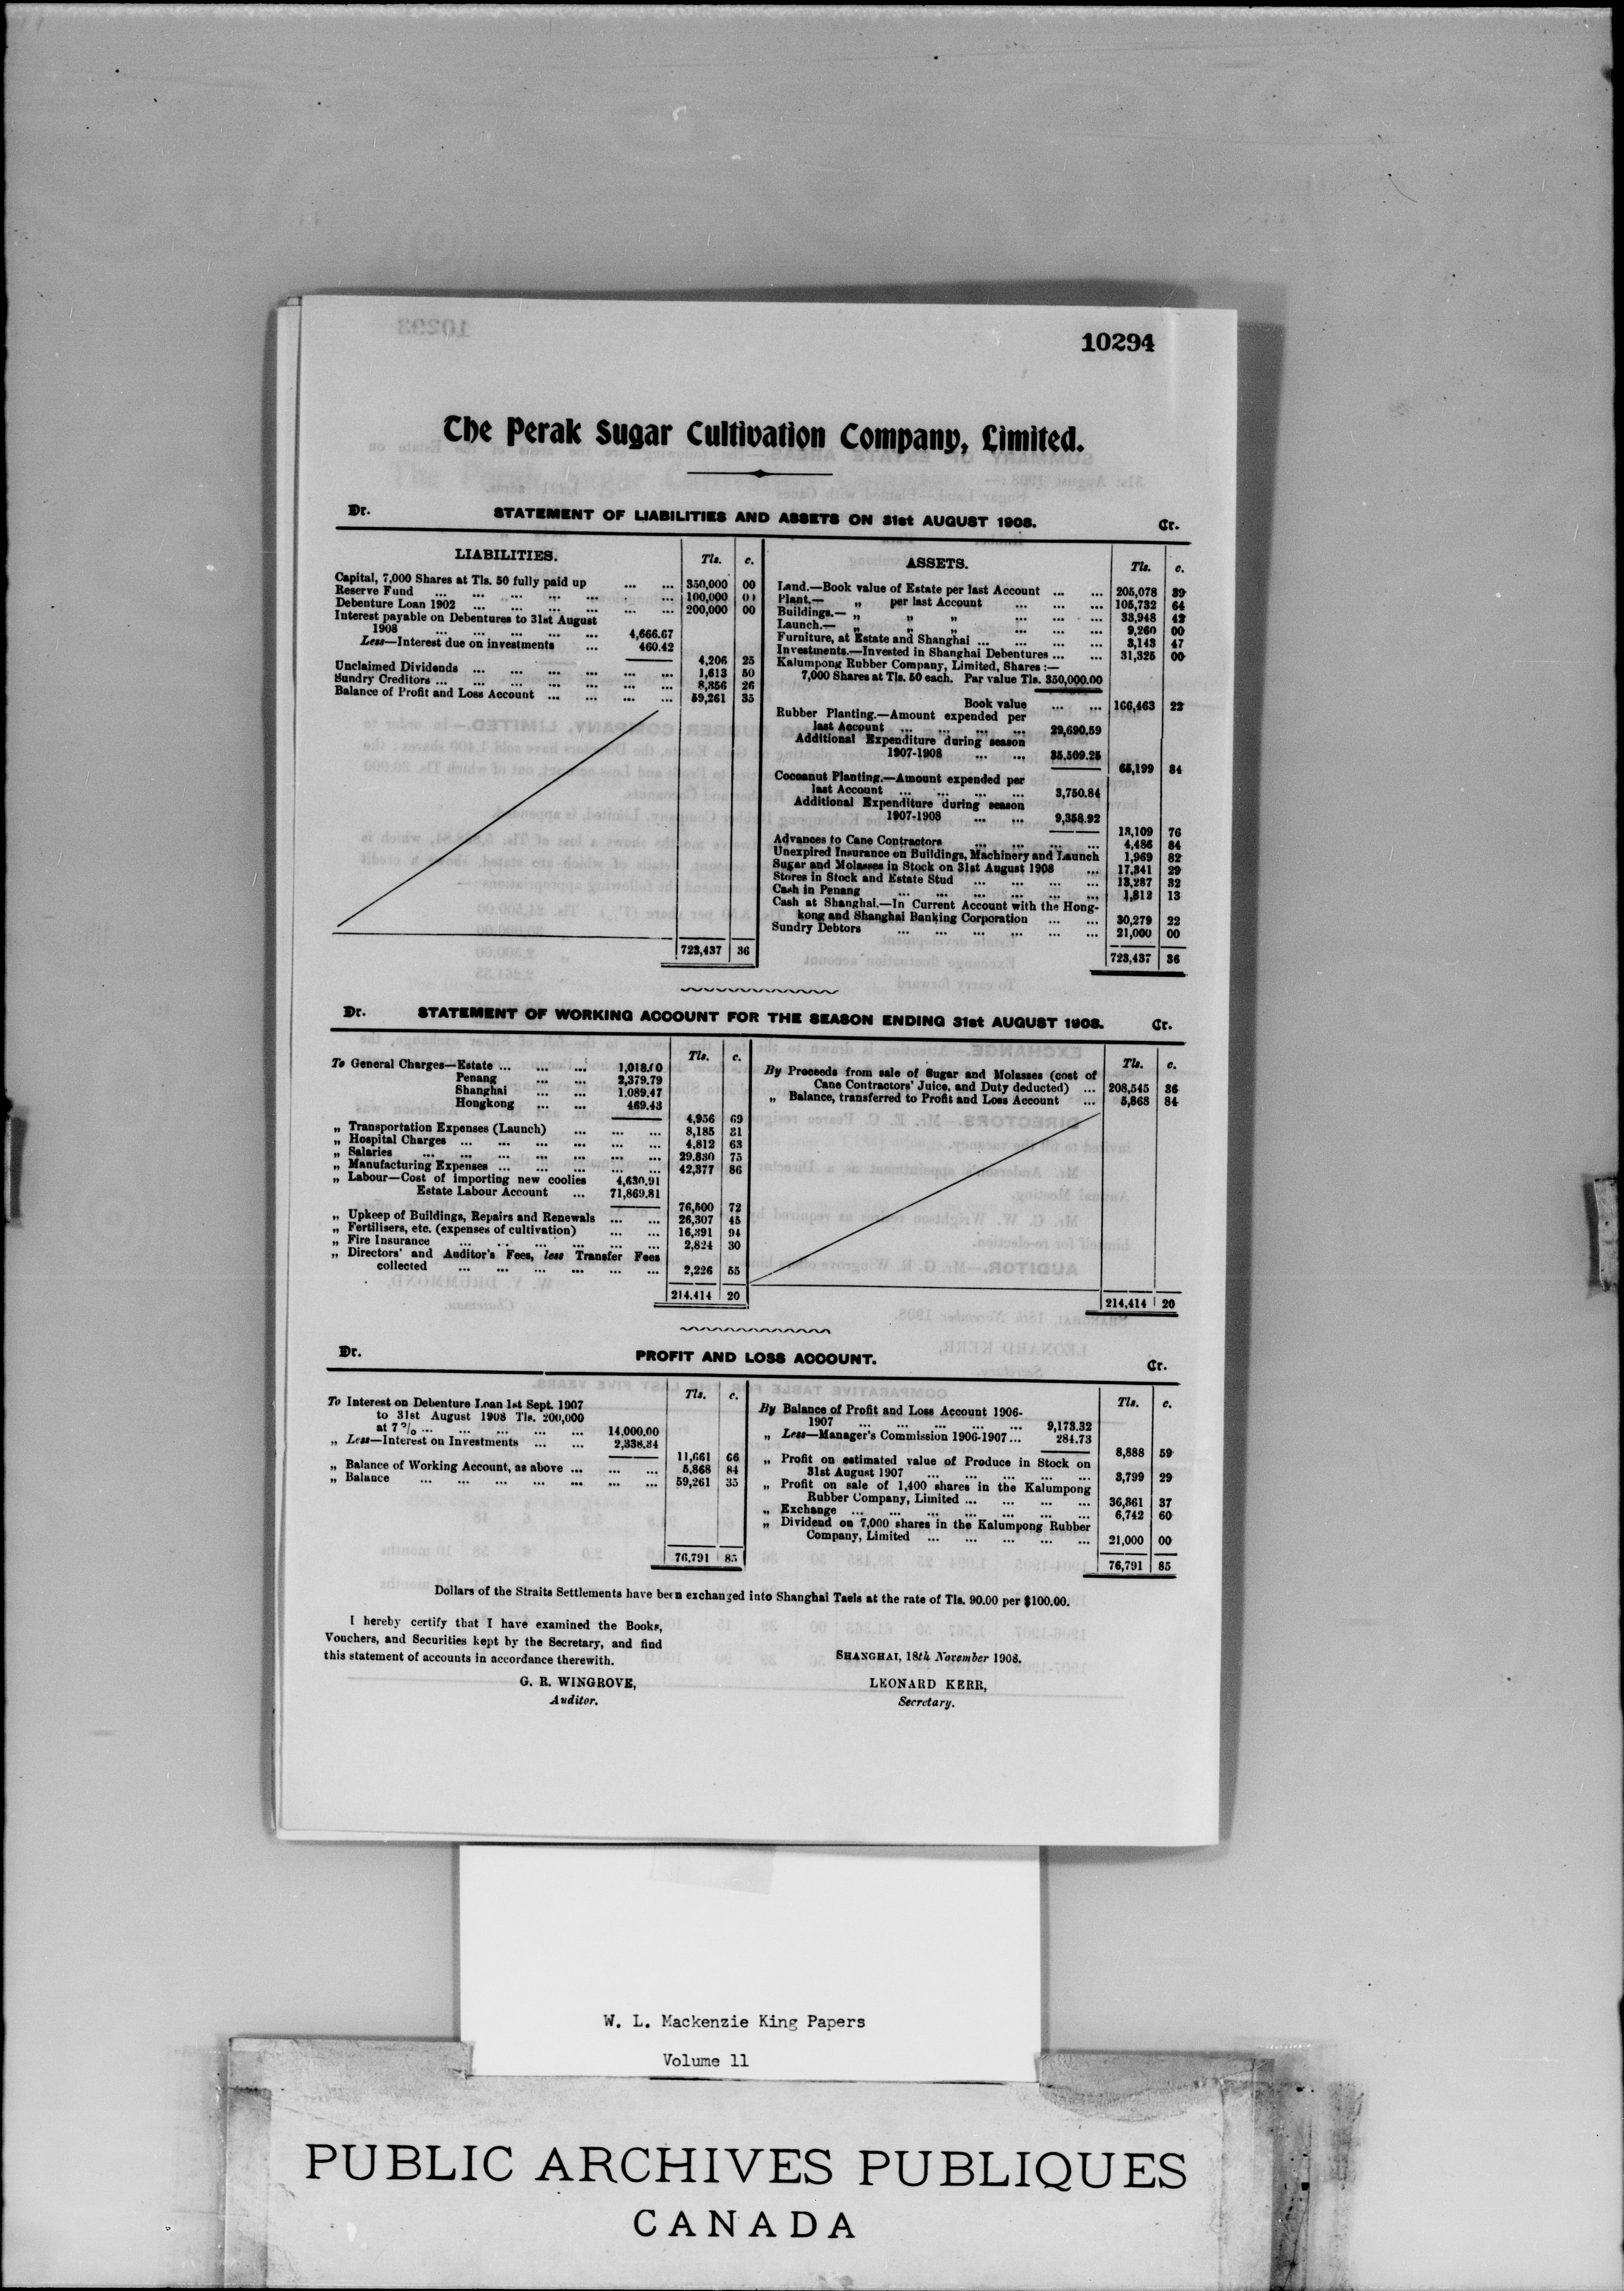 10294
The Perak Sugar Cultivation Company, Limited.
Dr. STATEMENT OF LIABILITIES AND ASSETS ON 31st AUGUST 1908. Cr.
LIABILITIES. Tls. c.
Capital, 7,000 Shares at Tls. 50 fully paid up ... ... 350,000 00
Reserve Fund ... ... ... ... ... ... 100,000 00
Debenture Loan 1902 ... ... ... ... ... ... 200,000 00
Interest payable on Debentures to 31st August
1908 ... ... ... ... ... 4,666.67
Less—Interest due on investments ... 460.42
4,206 25
Unclaimed Dividends ... ... ... ... ... ... 1,613 50
Sundry Creditors ... ... ... ... ... ... ... 8,356 26
Balance of Profit and Loss Account ... ... ... ... 59,261 35
723,437 36
ASSETS. Tls. c.
Land.—Book value of Estate per last Account ... ... 205,078 39
Plant.— „ per last Account ... ... ... 105,732 64
Buildings.— „ „ „ ... ... ... 33,948 42
Launch.— „ „ „ ... ... ... 9,260 00
Furniture, at Estate and Shanghai ... ... ... ... 3,143 47
Investments.—Invested in Shanghai Debentures ... ... 31,325 00
Kalumpong Rubber Company, Limited, Shares :—
7,000 Shares at Tls. 50 each. Par value Tls. 350,000.00
Book value ... ... 166,463 22
Rubber Planting.—Amount expended per
last Account ... ... ... ... 29,690.59
Additional Expenditure during season
1907-1908 ... ... 35,509.25
65,199 84
Cocoanut Planting.—Amount expended per
last Account ... ... ... ... 3,750.84
Additional Expenditure during season
1907-1908 ... ... 9,358.92
13,109 76
Advances to Cane Contractors ... ... ... ... 4,486 84
Unexpired Insurance on Buildings, Machinery and Launch 1,969 82
Sugar and Molasses in Stock on 31st August 1908 ... 17,341 29
Stores in Stock and Estate Stud ... ... ... ... 13,287 32
Cash in Penang ... ... ... ... ... ... 1,812 13
Cash at Shanghai.—In Current Account with the Hong-
kong and Shanghai Banking Corporation ... ... 30,279 22
Sundry Debtors ... ... ... ... ... ... 21,000 00
723,437 36
Dr. STATEMENT OF WORKING ACCOUNT FOR THE SEASON ENDING 31st AUGUST 1908. Cr.
Tls. c.
To General Charges—Estate ... ... ... 1,018.00
Penang ... ... 2,379.79
Shanghai ... ... 1,089.47
Hongkong ... ... 469.43
4,956 69
„ Transportation Expenses (Launch) ... ... ... 8,185 31
„ Hospital Charges ... ... ... ... ... ... 4,812 63
„ Salaries ... ... ... ... ... ... ... 29,830 75
„ Manufacturing Expenses ... ... ... ... ... 42,377 86
„ Labour—Cost of importing new coolies 4,630.91
Estate Labour Account ... 71,869.81
76,500 72
„ Upkeep of Buildings, Repairs and Renewals ... ... 26,307 45
„ Fertilisers, etc. (expenses of cultivation) ... ... 16,391 94
„ Fire Insurance ... ... ... ... ... ... 2,824 30
„ Directors' and Auditor's Fees, less Transfer Fees
collected ... ... ... ... ... ... 2,226 55
214,414 20
Tls. c.
By Proceeds from sale of Sugar and Molasses (cost of
Cane Contractors' Juice, and Duty deducted) ... 208,545 36
„ Balance, transferred to Profit and Loss Account ... 5,868 84
214,414 20
Dr. PROFIT AND LOSS ACCOUNT. Cr.
Tls. c.
To Interest on Debenture Loan 1st Sept. 1907
to 31st August 1908 Tls. 200,000
at 7% ... ... ... ... ... 14,000.00
„ Less—Interest on Investments ... ... 2,338.34
11,661 66
„ Balance of Working Account, as above ... ... ... 5,868 84
„ Balance ... ... ... ... ... ... ... 59,261 35
76,791 85
Tls. c.
By Balance of Profit and Loss Account 1906-
1907 ... ... ... ... ... ... 9,173.32
„ Less—Manager's Commission 1906-1907 ... 284.73
8,888 59
„ Profit on estimated value of Produce in Stock on
31st August 1907 ... ... ... ... ... 3,799 29
„ Profit on sale of 1,400 shares in the Kalumpong
Rubber Company, Limited ... ... ... ... 36,361 37
„ Exchange ... ... ... ... ... ... ... 6,742 60
„ Dividend on 7,000 shares in the Kalumpong Rubber
Company, Limited ... ... ... ... ... 21,000 00
76,791 85
Dollars of the Straits Settlements have been exchanged into Shanghai Taels at the rate of Tls. 90.00 per $100.00.
I hereby certify that I have examined the Books,
Vouchers, and Securities kept by the Secretary, and find
this statement of accounts in accordance therewith.
G. R. WINGROVE,
Auditor.
SHANGHAI, 18th November 1908.
LEONARD KERR,
Secretary.
W. L. Mackenzie King Papers
Volume 11
PUBLIC ARCHIVES PUBLIQUES
CANADA